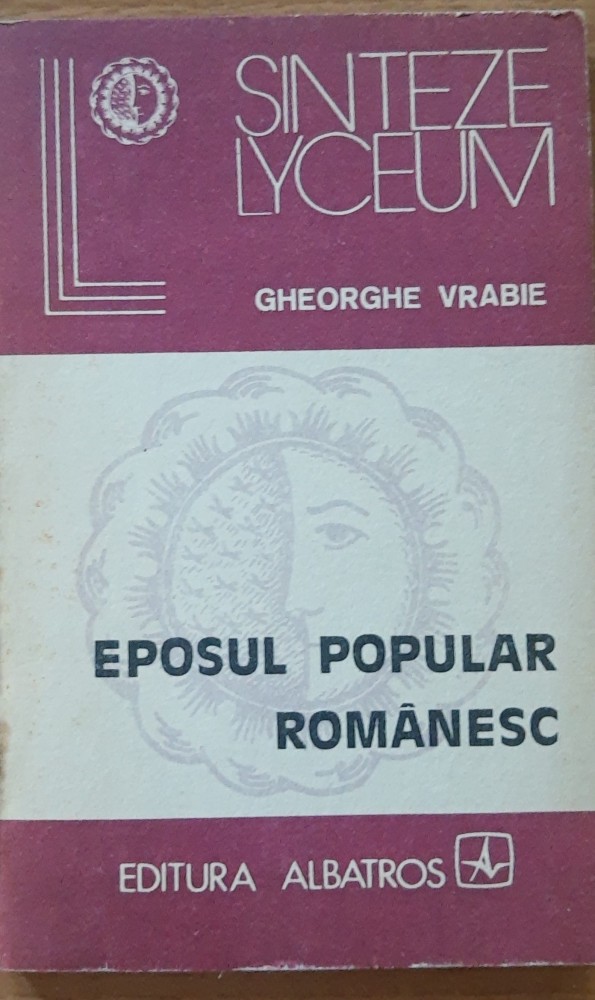 SINTEZE
LYCEUM
GHEORGHE VRABIE
EPOSUL POPULAR
ROMÂNESC
EDITURA ALBATROS